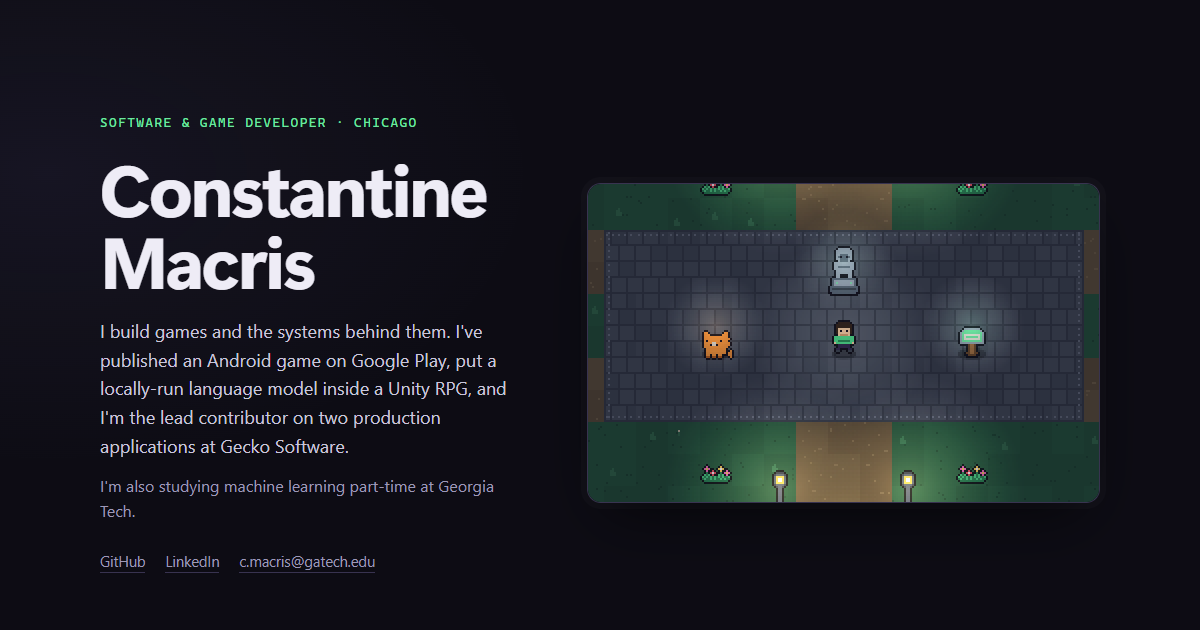 SOFTWARE & GAME DEVELOPER · CHICAGO
Constantine
Macris
I build games and the systems behind them. I've
published an Android game on Google Play, put a
locally-run language model inside a Unity RPG, and
I'm the lead contributor on two production
applications at Gecko Software.
I'm also studying machine learning part-time at Georgia
Tech.
GitHub LinkedIn c.macris@gatech.edu